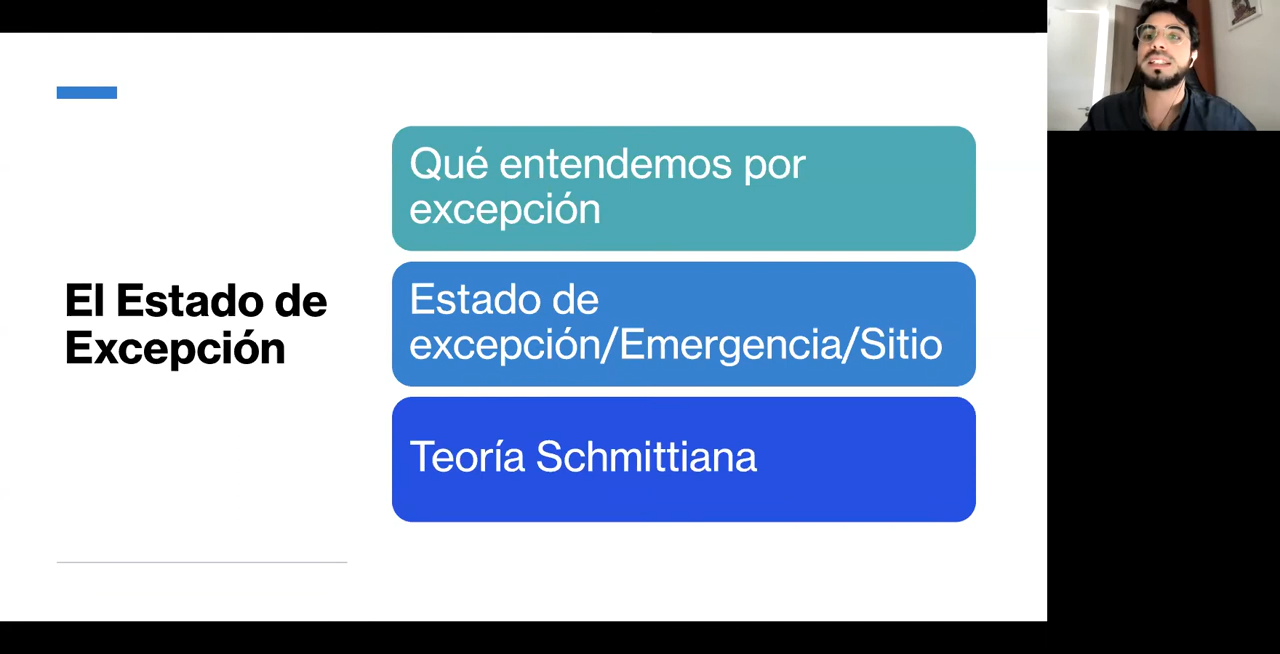 El Estado de
Excepción
Qué entendemos por
excepción
Estado de
excepción/Emergencia/Sitio
Teoría Schmittiana